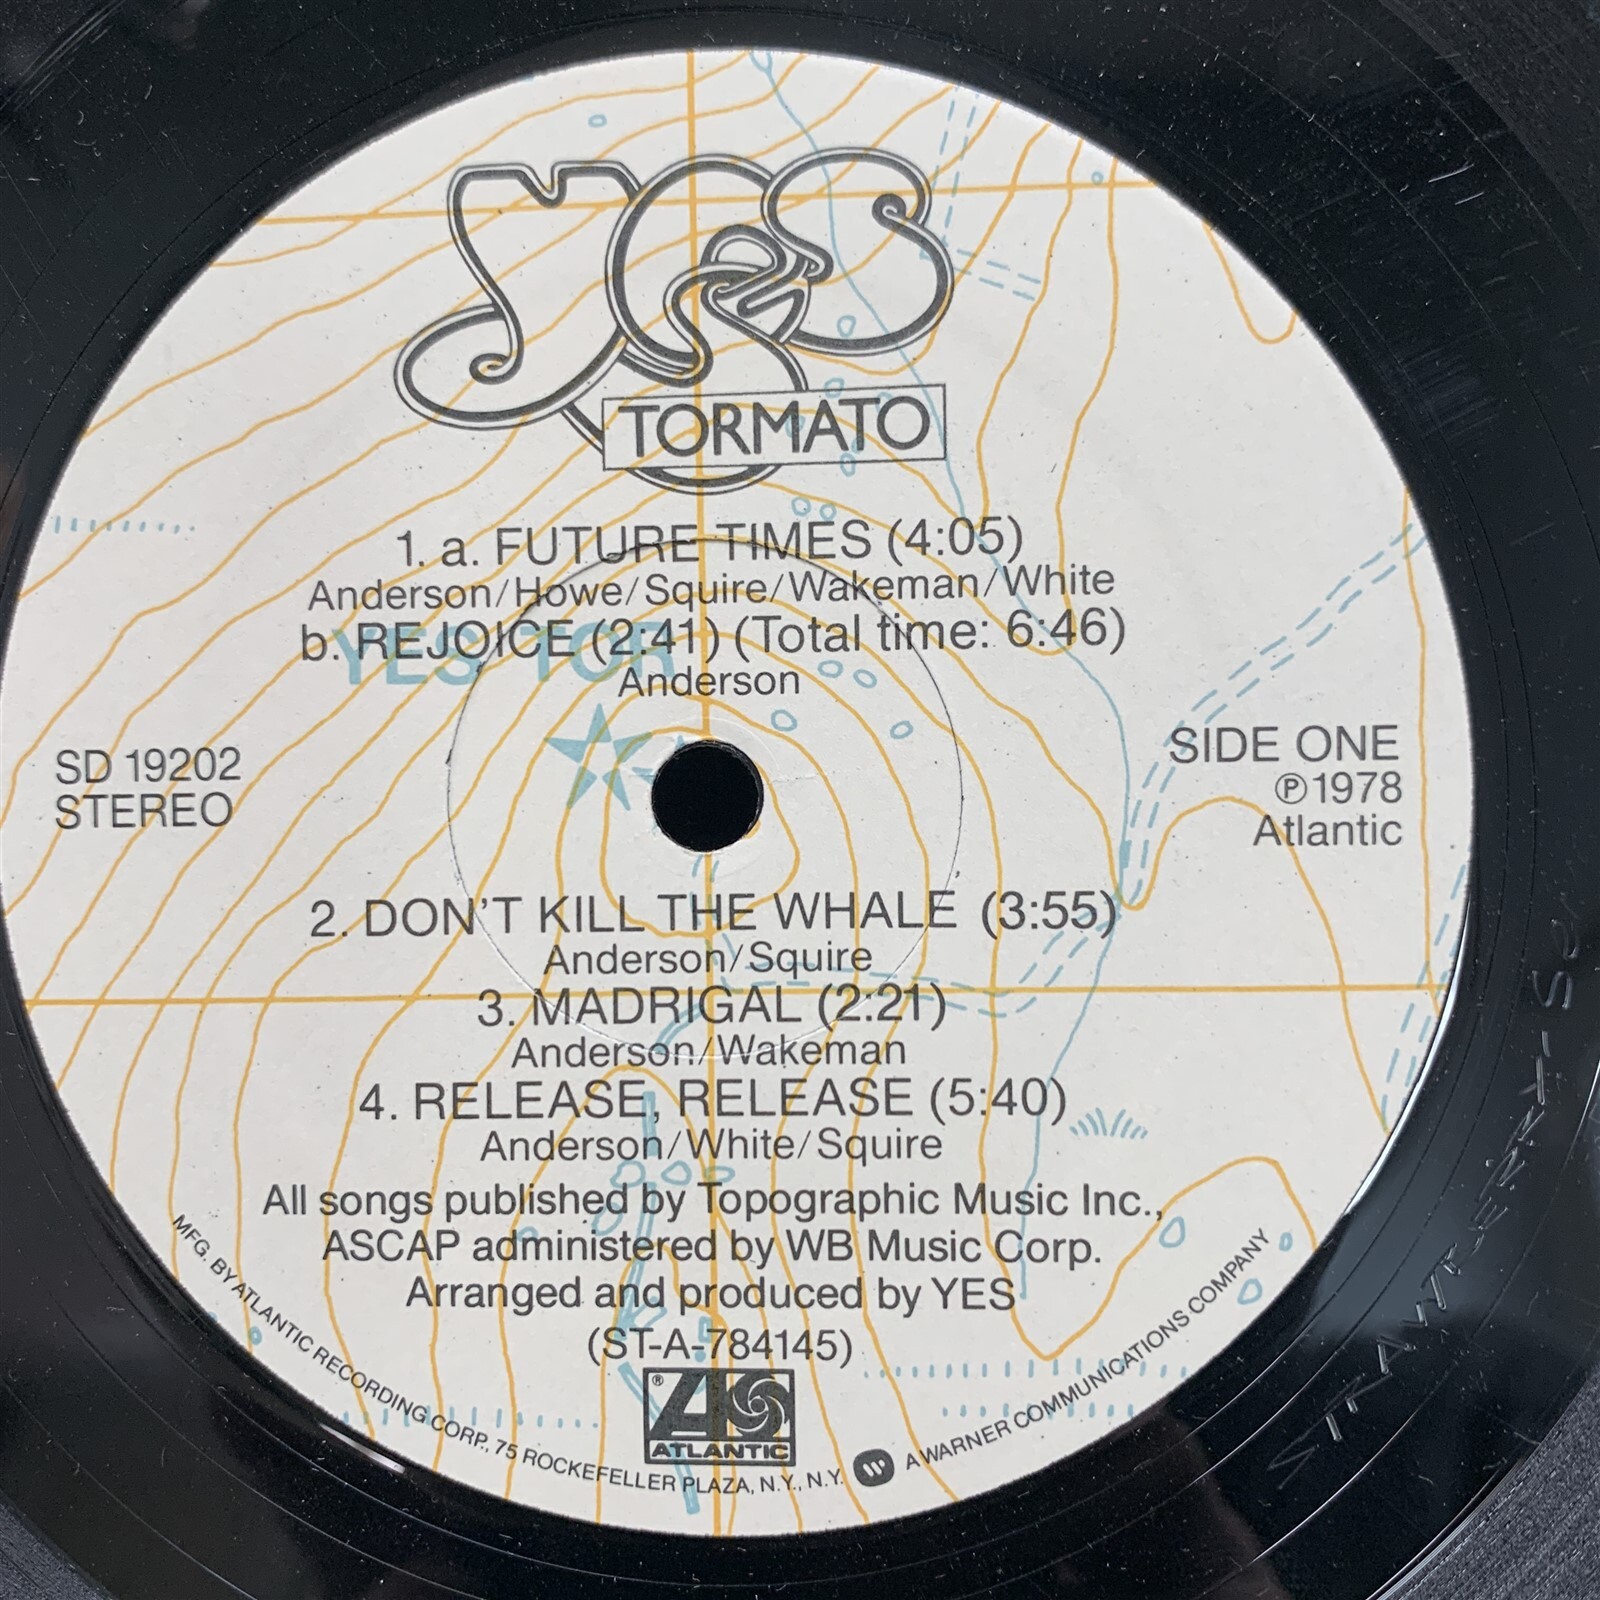 YES
TORMATO
1. a. FUTURE TIMES (4:05)
Anderson/Howe/Squire/Wakeman/White
b. REJOICE (2:41) (Total time: 6:46)
YES TOR
Anderson
SD 19202
STEREO
SIDE ONE
℗1978
Atlantic
2. DON'T KILL THE WHALE (3:55)
Anderson/Squire
3. MADRIGAL (2:21)
Anderson/Wakeman
4. RELEASE, RELEASE (5:40)
Anderson/White/Squire
All songs published by Topographic Music Inc.,
ASCAP administered by WB Music Corp.
Arranged and produced by YES
(ST-A-784145)
® ATLANTIC
MFG. BY ATLANTIC RECORDING CORP., 75 ROCKEFELLER PLAZA, N.Y., N.Y. A WARNER COMMUNICATIONS COMPANY